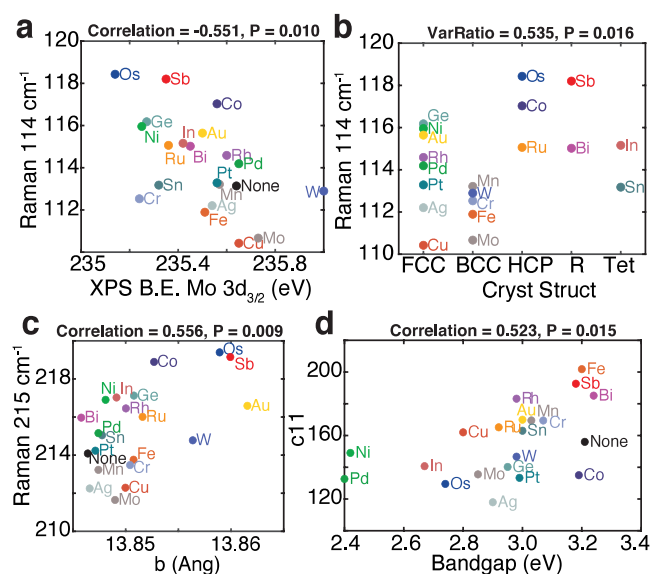 a
Correlation = -0.551, P = 0.010
Raman 114 cm⁻¹
120
118
116
114
112
235
235.4
235.8
XPS B.E. Mo 3d3/2 (eV)
Os
Sb
Co
Ge
Ni
Au
In
Ru
Bi
Rh
Pd
Sn
Pt
None
Cr
Mn
W
Ag
Fe
Cu
Mo
b
VarRatio = 0.535, P = 0.016
Raman 114 cm⁻¹
120
118
116
114
112
110
FCC
BCC
HCP
R
Tet
Cryst Struct
Ge
Ni
Au
Rh
Pd
Pt
Ag
Cu
Mn
W
Cr
Fe
Mo
Os
Co
Ru
Sb
Bi
In
Sn
c
Correlation = 0.556, P = 0.009
Raman 215 cm⁻¹
218
214
210
13.85
13.86
b (Ang)
Os
Co
Sb
Ni
In
Ge
Rh
Au
Bi
Ru
Pd
Sn
W
Pt
None
Fe
Mn
Cr
Ag
Cu
Mo
d
Correlation = 0.523, P = 0.015
c11
200
160
120
2.4
2.6
2.8
3.0
3.2
3.4
Bandgap (eV)
Fe
Sb
Bi
Rh
Au
Mn
Cr
Ru
Sn
Cu
None
Ni
W
In
Ge
Pd
Mo
Pt
Co
Os
Ag